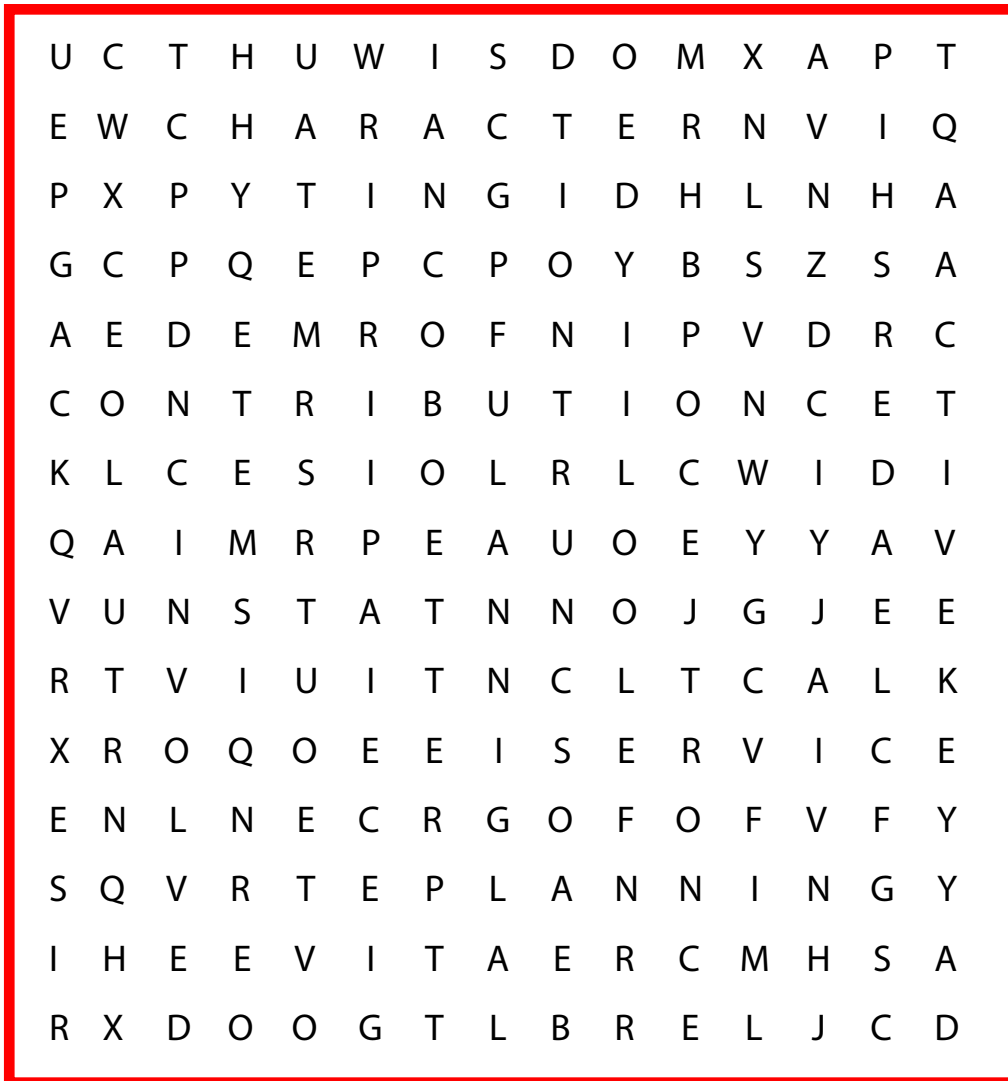 U C T H U W I S D O M X A P T
E W C H A R A C T E R N V I Q
P X P Y T I N G I D H L N H A
G C P Q E P C P O Y B S Z S A
A E D E M R O F N I P V D R C
C O N T R I B U T I O N C E T
K L C E S I O L R L C W I D I
Q A I M R P E A U O E Y Y A V
V U N S T A T N N O J G J E E
R T V I U I T N C L T C A L K
X R O Q O E E I S E R V I C E
E N L N E C R G O F O F V F Y
S Q V R T E P L A N N I N G Y
I H E E V I T A E R C M H S A
R X D O O G T L B R E L J C D